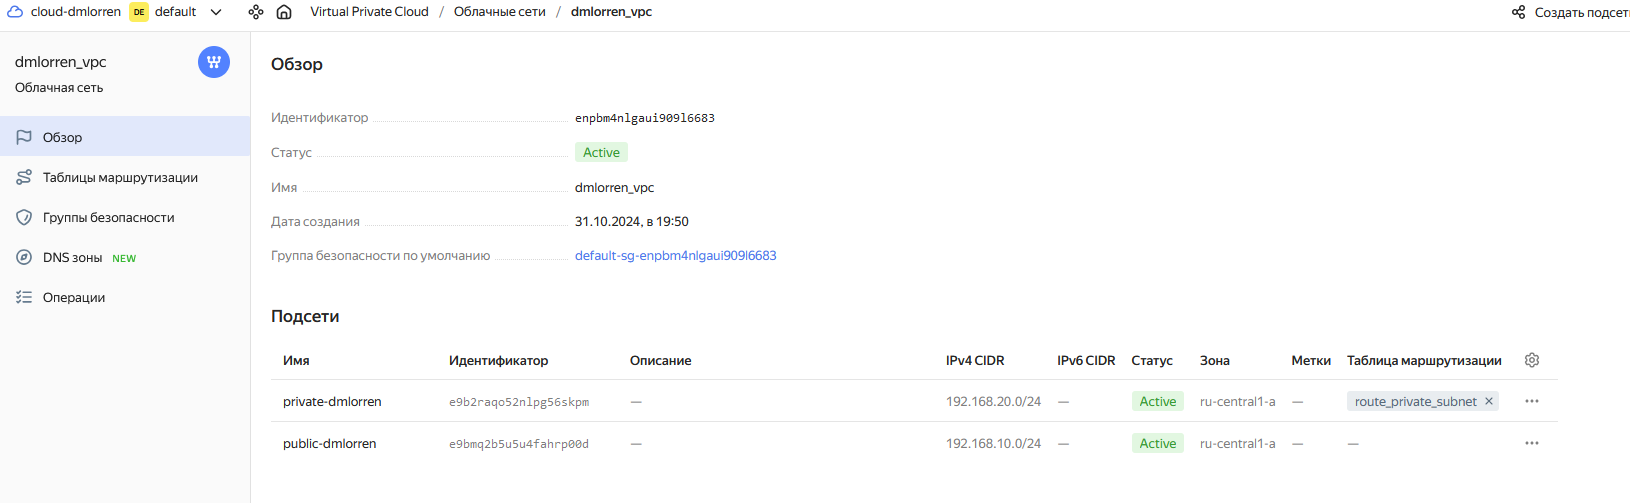 cloud-dmlorren DE default Virtual Private Cloud / Облачные сети / dmlorren_vpc Создать подсет
dmlorren_vpc
Облачная сеть
Обзор
Таблицы маршрутизации
Группы безопасности
DNS зоны NEW
Операции
Обзор
Идентификатор enpbm4nlgaui909l6683
Статус Active
Имя dmlorren_vpc
Дата создания 31.10.2024, в 19:50
Группа безопасности по умолчанию default-sg-enpbm4nlgaui909l6683
Подсети
Имя Идентификатор Описание IPv4 CIDR IPv6 CIDR Статус Зона Метки Таблица маршрутизации
private-dmlorren e9b2raqo52nlpg56skpm — 192.168.20.0/24 — Active ru-central1-a — route_private_subnet ×
public-dmlorren e9bmq2b5u5u4fahrp00d — 192.168.10.0/24 — Active ru-central1-a — —